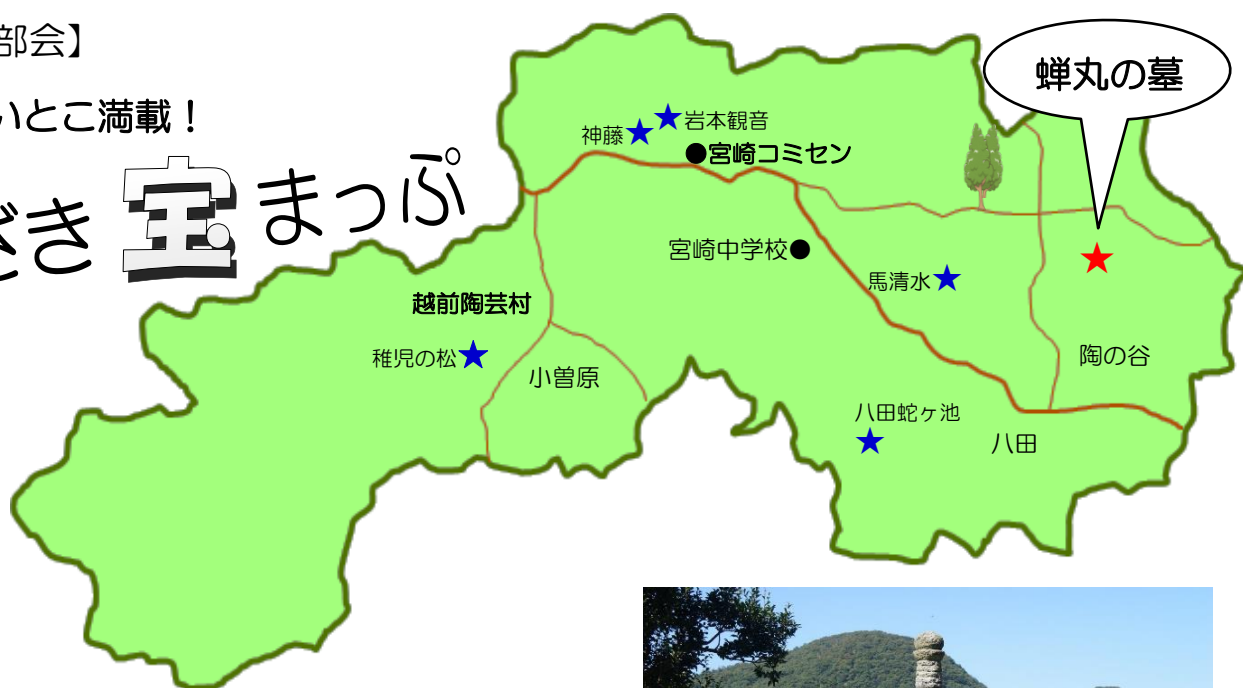 部会】
いとこ満載！
ざき宝まっぷ
蝉丸の墓
岩本観音
神藤
宮崎コミセン
宮崎中学校
馬清水
越前陶芸村
稚児の松
小曽原
陶の谷
八田蛇ヶ池
八田